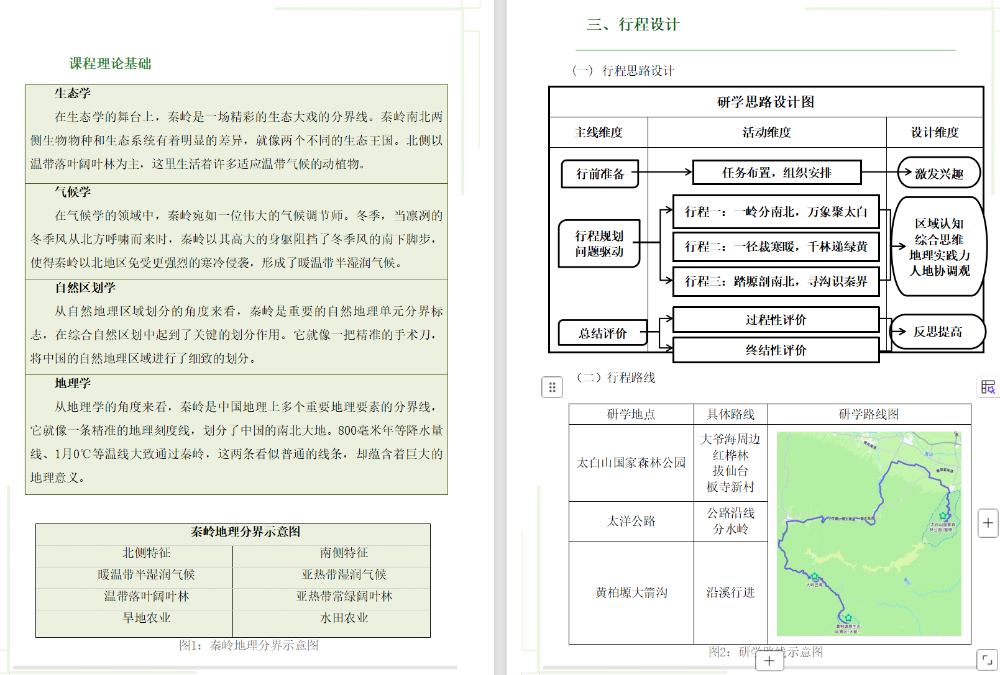 课程理论基础
生态学
在生态学的舞台上，秦岭是一场精彩的生态大戏的分界线。秦岭南北两
侧生物物种和生态系统有着明显的差异，就像两个不同的生态王国。北侧以
温带落叶阔叶林为主，这里生活着许多适应温带气候的动植物。
气候学
在气候学的领域中，秦岭宛如一位伟大的气候调节师。冬季，当凛冽的
冬季风从北方呼啸而来时，秦岭以其高大的身躯阻挡了冬季风的南下脚步，
使得秦岭以北地区免受更强烈的寒冷侵袭，形成了暖温带半湿润气候。
自然区划学
从自然地理区域划分的角度来看，秦岭是重要的自然地理单元分界标
志，在综合自然区划中起到了关键的划分作用。它就像一把精准的手术刀，
将中国的自然地理区域进行了细致的划分。
地理学
从地理学的角度来看，秦岭是中国地理上多个重要地理要素的分界线，
它就像一条精准的地理刻度线，划分了中国的南北大地。800毫米年等降水量
线、1月0℃等温线大致通过秦岭，这两条看似普通的线条，却蕴含着巨大的
地理意义。
秦岭地理分界示意图
北侧特征 南侧特征
暖温带半湿润气候 亚热带湿润气候
温带落叶阔叶林 亚热带常绿阔叶林
旱地农业 水田农业
图1：秦岭地理分界示意图
三、行程设计
（一） 行程思路设计
研学思路设计图
主线维度 活动维度 设计维度
行前准备 任务布置，组织安排 激发兴趣
行程规划
问题驱动
行程一：一岭分南北，万象聚太白
行程二：一径裁寒暖，千林递绿黄
行程三：踏塬剖南北，寻沟识秦界
区域认知
综合思维
地理实践力
人地协调观
总结评价
过程性评价
终结性评价
反思提高
（二）行程路线
研学地点 具体路线 研学路线图
太白山国家森林公园
大爷海周边
红桦林
拔仙台
板寺新村
太洋公路
公路沿线
分水岭
黄柏塬大箭沟 沿溪行进
渭河
太白山国家森
林公园(暂停
大岭云海
黄柏塬原生态
风景区-大箭...
图2：研学路线示意图